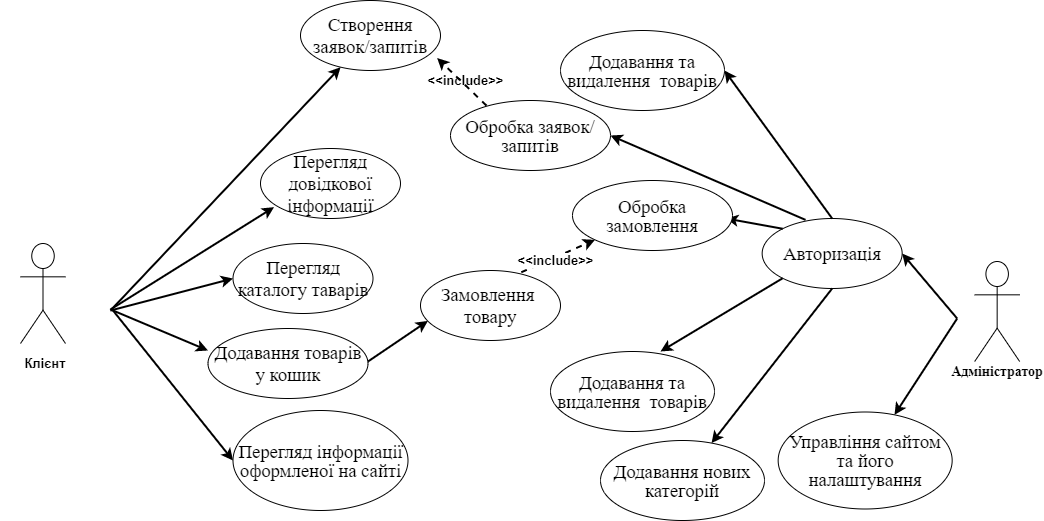 Створення
заявок/запитів
<<include>>
Додавання та
видалення товарів
Обробка заявок/
запитів
Перегляд
довідкової
інформації
Обробка
замовлення
Авторизація
<<include>>
Перегляд
каталогу таварів
Замовлення
товару
Клієнт
Адміністратор
Додавання товарів
у кошик
Додавання та
видалення товарів
Перегляд інформації
оформленої на сайті
Додавання нових
категорій
Управління сайтом
та його
налаштування